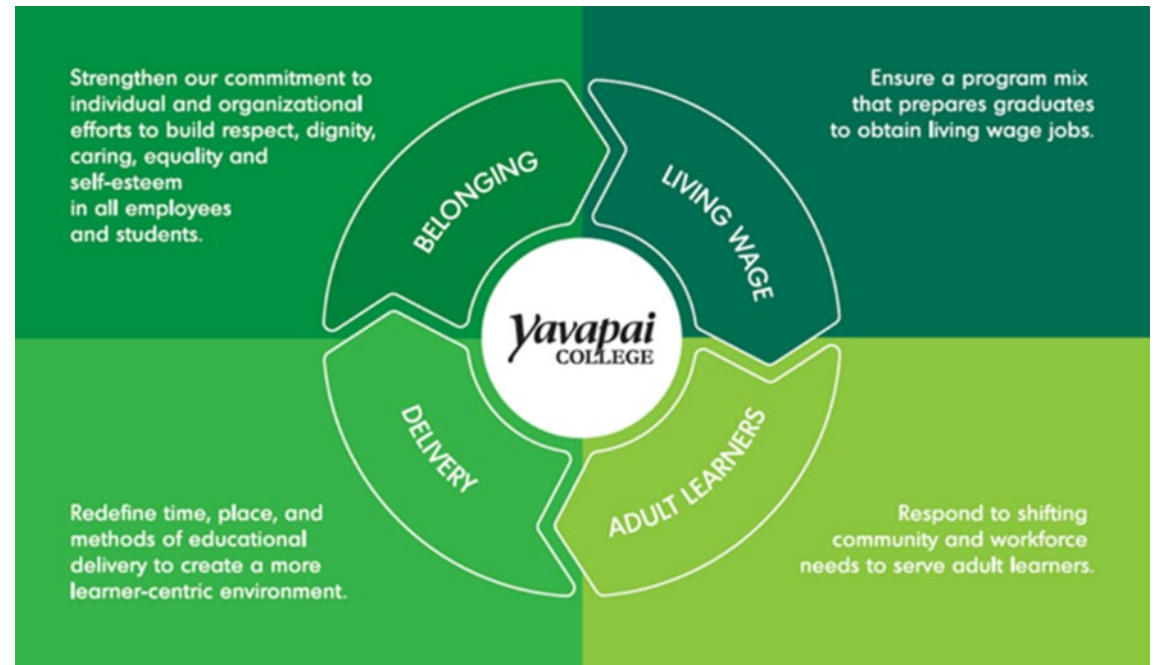 Strengthen our commitment to
individual and organizational
efforts to build respect, dignity,
caring, equality and
self-esteem
in all employees
and students.
BELONGING
LIVING WAGE
Ensure a program mix
that prepares graduates
to obtain living wage jobs.
Yavapai
COLLEGE
DELIVERY
ADULT LEARNERS
Redefine time, place, and
methods of educational
delivery to create a more
learner-centric environment.
Respond to shifting
community and workforce
needs to serve adult learners.